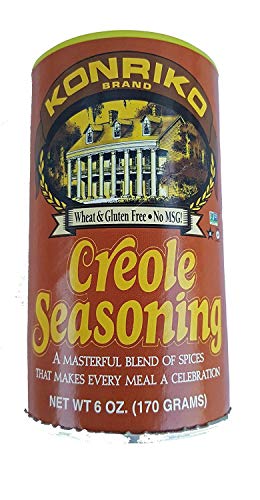 KONRIKO
BRAND
Wheat & Gluten Free • No MSG!
Creole
Seasoning
A MASTERFUL BLEND OF SPICES
THAT MAKES EVERY MEAL A CELEBRATION
NET WT 6 OZ. (170 GRAMS)